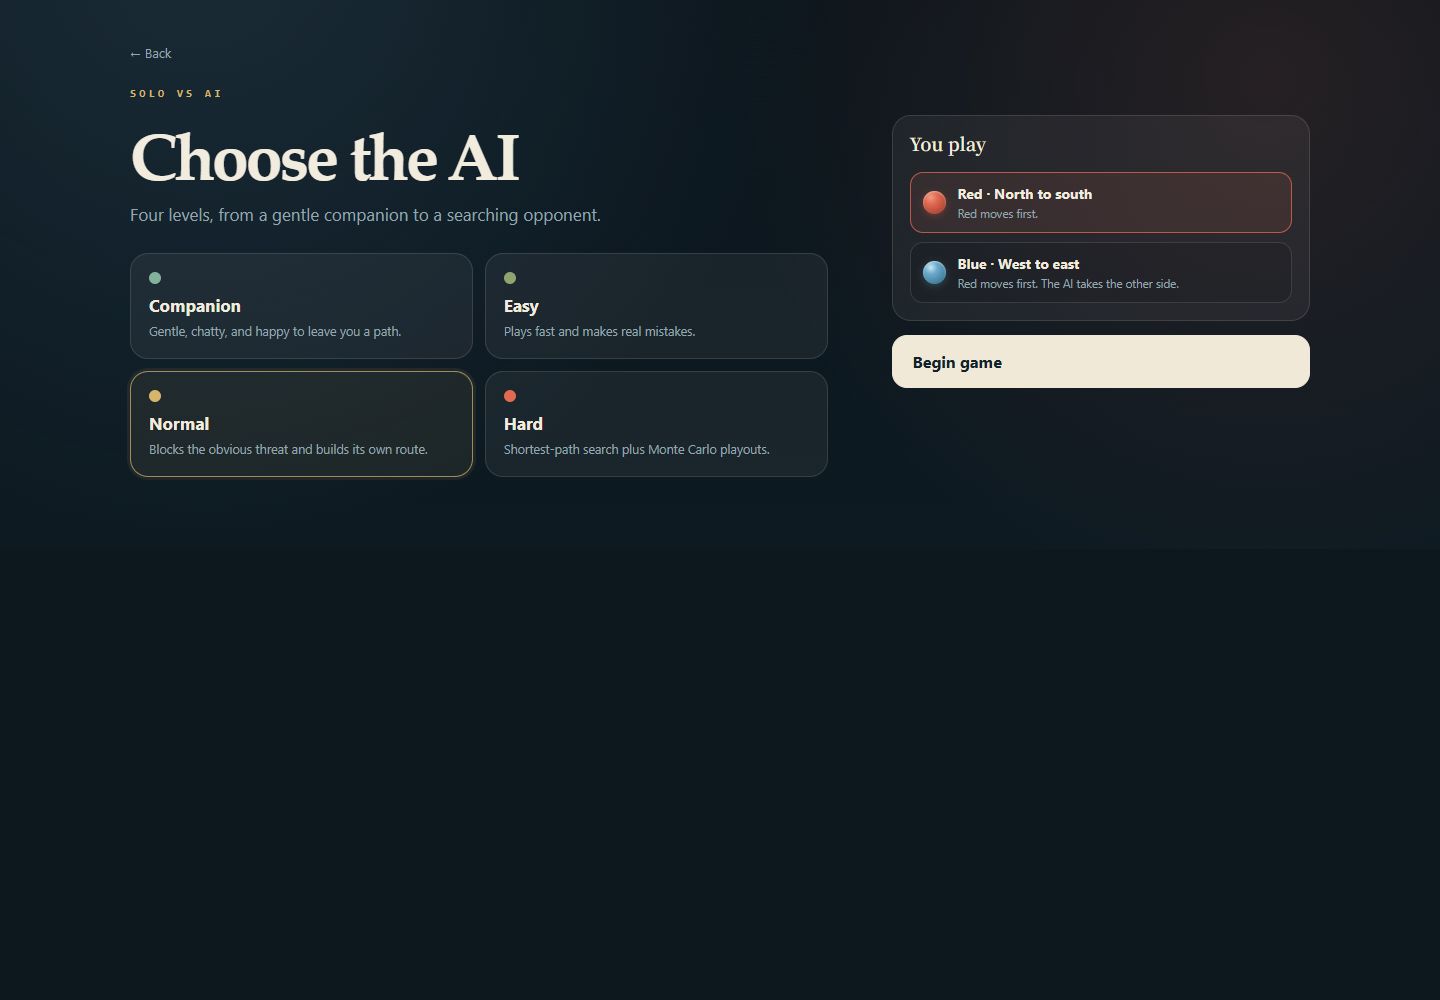 ← Back
SOLO VS AI
Choose the AI
Four levels, from a gentle companion to a searching opponent.
Companion
Gentle, chatty, and happy to leave you a path.
Easy
Plays fast and makes real mistakes.
Normal
Blocks the obvious threat and builds its own route.
Hard
Shortest-path search plus Monte Carlo playouts.
You play
Red · North to south
Red moves first.
Blue · West to east
Red moves first. The AI takes the other side.
Begin game